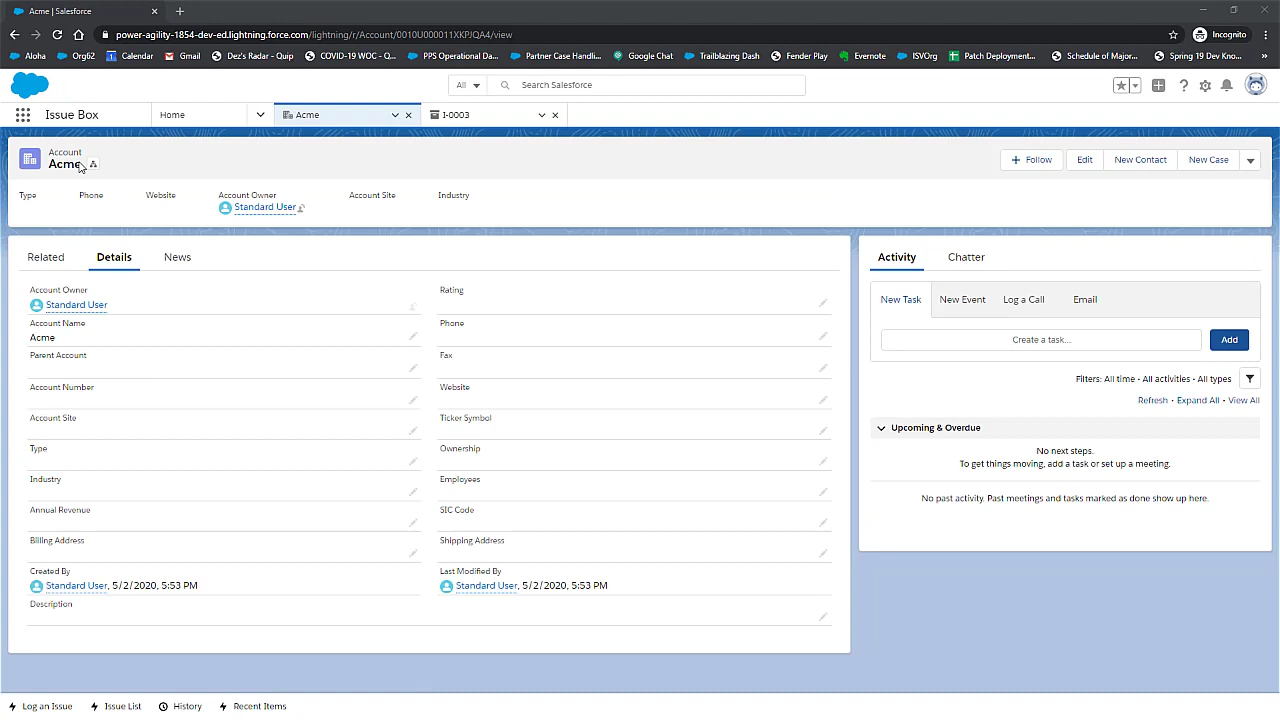 Acme | Salesforce
power-agility-1854-dev-ed.lightning.force.com/lightning/r/Account/0010U000011XKPJQA4/view
Incognito
Aloha Org62 Calendar Gmail Dez's Radar - Quip COVID-19 WOC - Q... PPS Operational Da... Partner Case Handli... Google Chat Trailblazing Dash Fender Play Evernote ISVOrg Patch Deployment... Schedule of Major... Spring 19 Dev Kno...
All Search Salesforce
Issue Box Home Acme I-0003
Account
Acme
Follow Edit New Contact New Case
Type Phone Website Account Owner Account Site Industry
Standard User
Related Details News
Activity Chatter
Account Owner Rating
Standard User
Account Name Phone
Acme
Parent Account Fax
Account Number Website
Account Site Ticker Symbol
Type Ownership
Industry Employees
Annual Revenue SIC Code
Billing Address Shipping Address
Created By Last Modified By
Standard User, 5/2/2020, 5:53 PM Standard User, 5/2/2020, 5:53 PM
Description
New Task New Event Log a Call Email
Create a task... Add
Filters: All time • All activities • All types
Refresh • Expand All • View All
Upcoming & Overdue
No next steps.
To get things moving, add a task or set up a meeting.
No past activity. Past meetings and tasks marked as done show up here.
Log an Issue Issue List History Recent Items